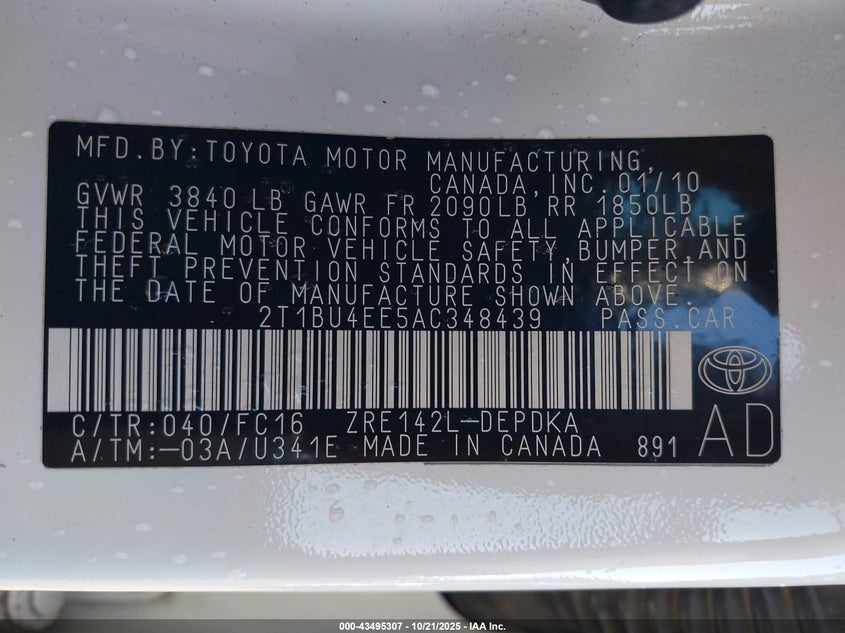 MFD.BY:TOYOTA MOTOR MANUFACTURING,
CANADA,INC.01/10
GVWR 3840 LB GAWR FR 2090LB RR 1850LB
THIS VEHICLE CONFORMS TO ALL APPLICABLE
FEDERAL MOTOR VEHICLE SAFETY,BUMPER,AND
THEFT PREVENTION STANDARDS IN EFFECT ON
THE DATE OF MANUFACTURE SHOWN ABOVE.
2T1BU4EE5AC348439 PASS.CAR
C/TR:040/FC16 ZRE142L-DEPDKA
A/TM:-03A/U341E MADE IN CANADA 891
AD
000-43495307 - 10/21/2025 - IAA Inc.